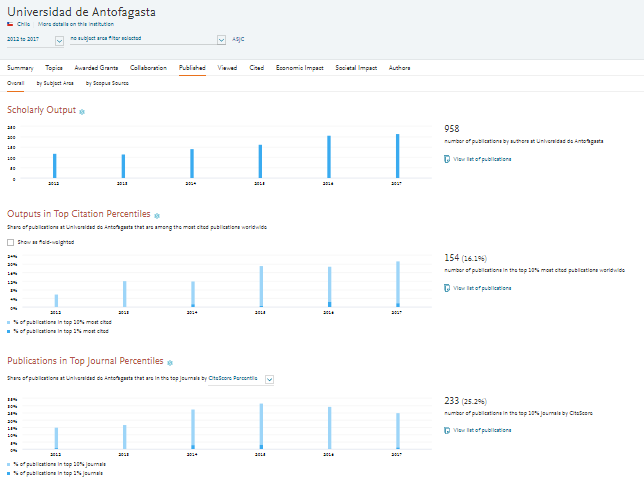 Universidad de Antofagasta
Chile | More details on this Institution
2012 to 2017
no subject area filter selected
ASJC
Summary Topics Awarded Grants Collaboration Published Viewed Cited Economic Impact Societal Impact Authors
Overall by Subject Area by Scopus Source
Scholarly Output
250
200
150
100
50
0
2012 2013 2014 2015 2016 2017
958
number of publications by authors at Universidad de Antofagasta
View list of publications
Outputs in Top Citation Percentiles
Share of publications at Universidad de Antofagasta that are among the most cited publications worldwide
Show as field-weighted
24%
20%
16%
12%
8%
4%
0%
2012 2013 2014 2015 2016 2017
% of publications in top 10% most cited
% of publications in top 1% most cited
154 (16.1%)
number of publications in the top 10% most cited publications worldwide
View list of publications
Publications in Top Journal Percentiles
Share of publications at Universidad de Antofagasta that are in the top journals by CiteScore Percentile
35%
30%
25%
20%
15%
10%
5%
0%
2012 2013 2014 2015 2016 2017
% of publications in top 10% journals
% of publications in top 1% journals
233 (25.2%)
number of publications in the top 10% journals by CiteScore
View list of publications